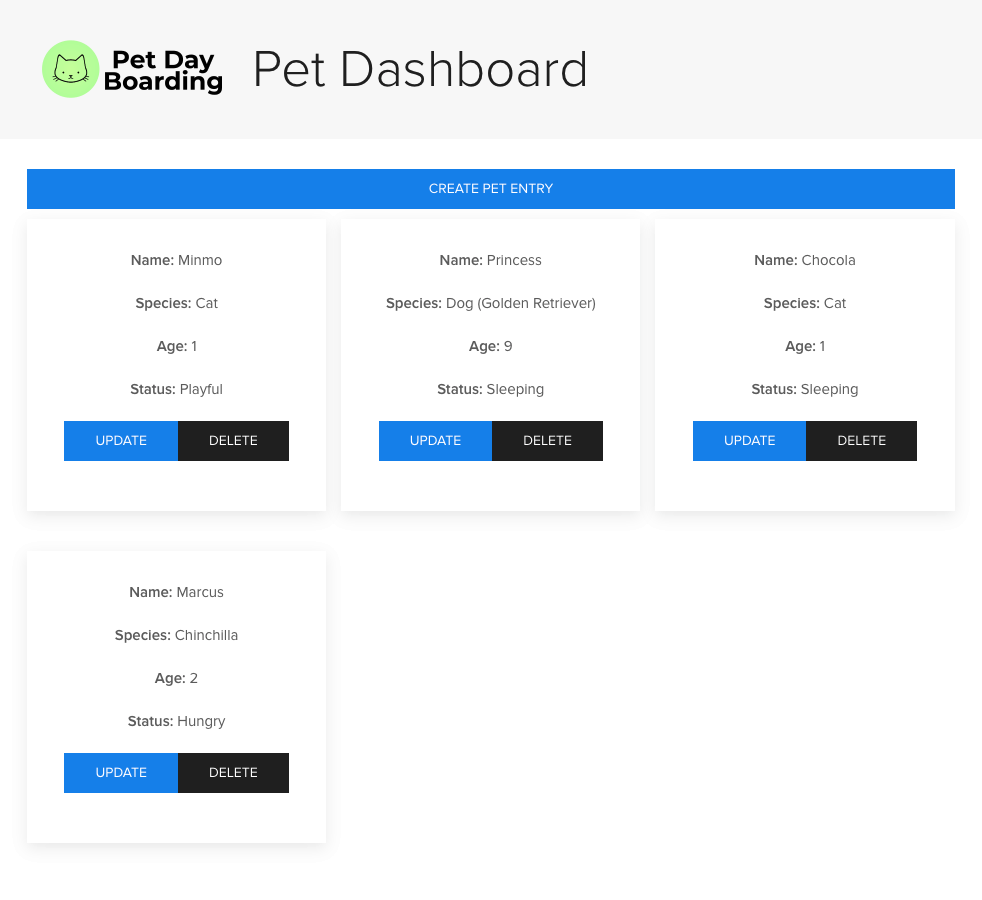 Pet Day
Boarding
Pet Dashboard
CREATE PET ENTRY
Name: Minmo
Species: Cat
Age: 1
Status: Playful
UPDATE DELETE
Name: Princess
Species: Dog (Golden Retriever)
Age: 9
Status: Sleeping
UPDATE DELETE
Name: Chocola
Species: Cat
Age: 1
Status: Sleeping
UPDATE DELETE
Name: Marcus
Species: Chinchilla
Age: 2
Status: Hungry
UPDATE DELETE